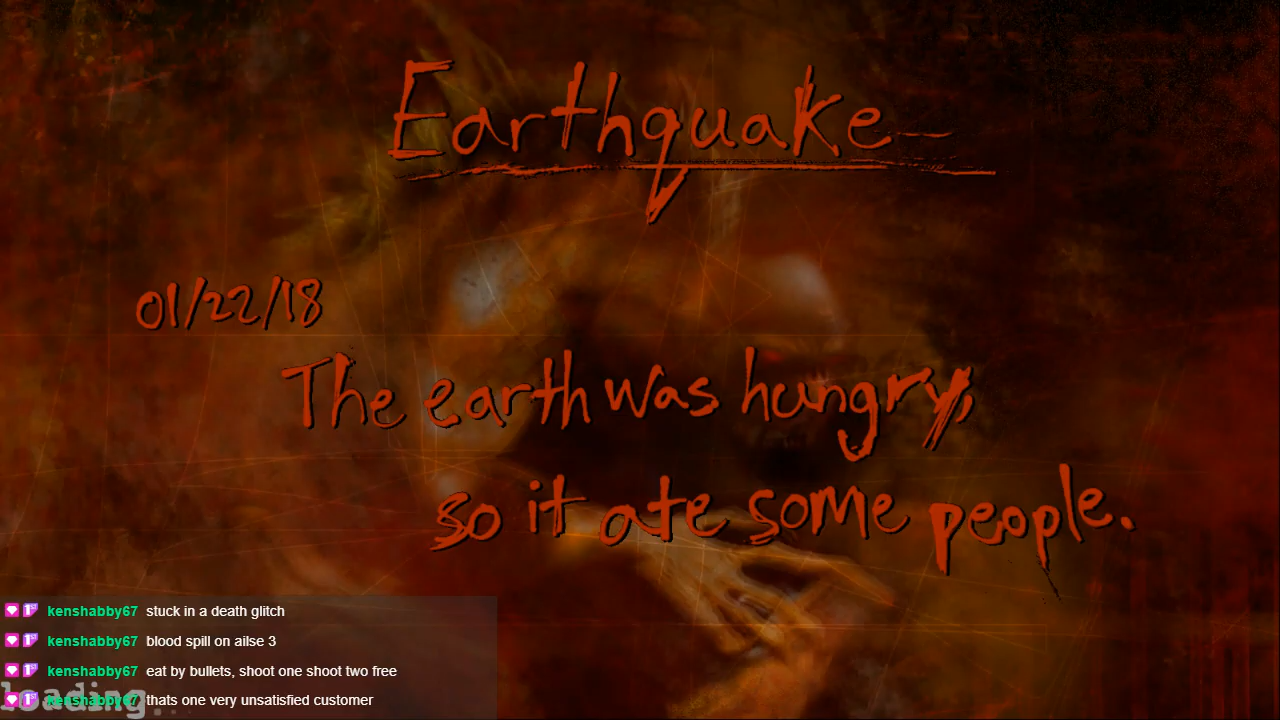 Earthquake
01/22/18
The earth was hungry,
so it ate some people.
kenshabby67 stuck in a death glitch
kenshabby67 blood spill on ailse 3
kenshabby67 eat by bullets, shoot one shoot two free
kenshabby67 thats one very unsatisfied customer
loading..